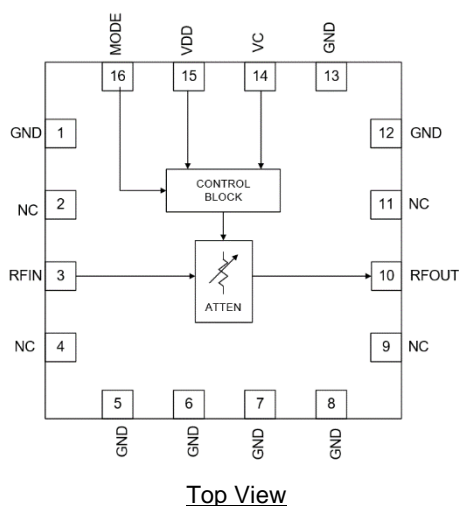 MODE
VDD
VC
GND
16
15
14
13
GND 1
12 GND
NC 2
11 NC
CONTROL
BLOCK
RFIN 3
10 RFOUT
ATTEN
NC 4
9 NC
5
6
7
8
GND
GND
GND
GND
Top View